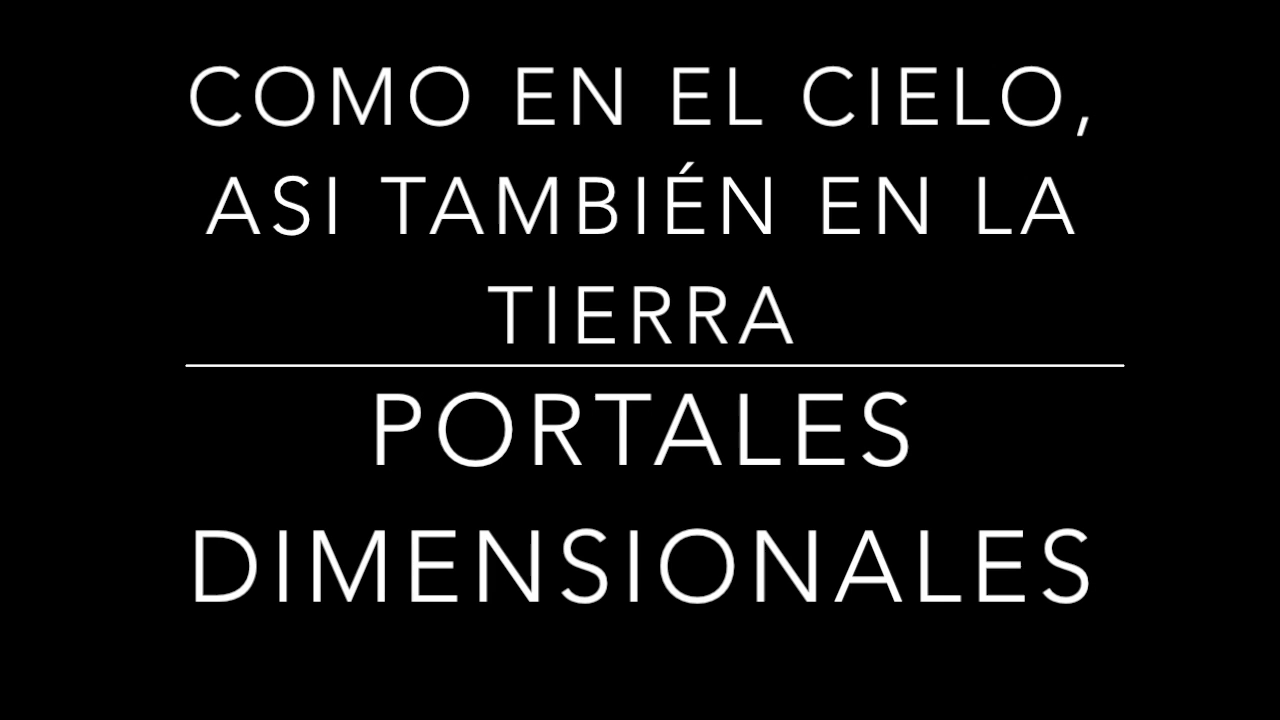 COMO EN EL CIELO,
ASI TAMBIÉN EN LA
TIERRA
PORTALES
DIMENSIONALES